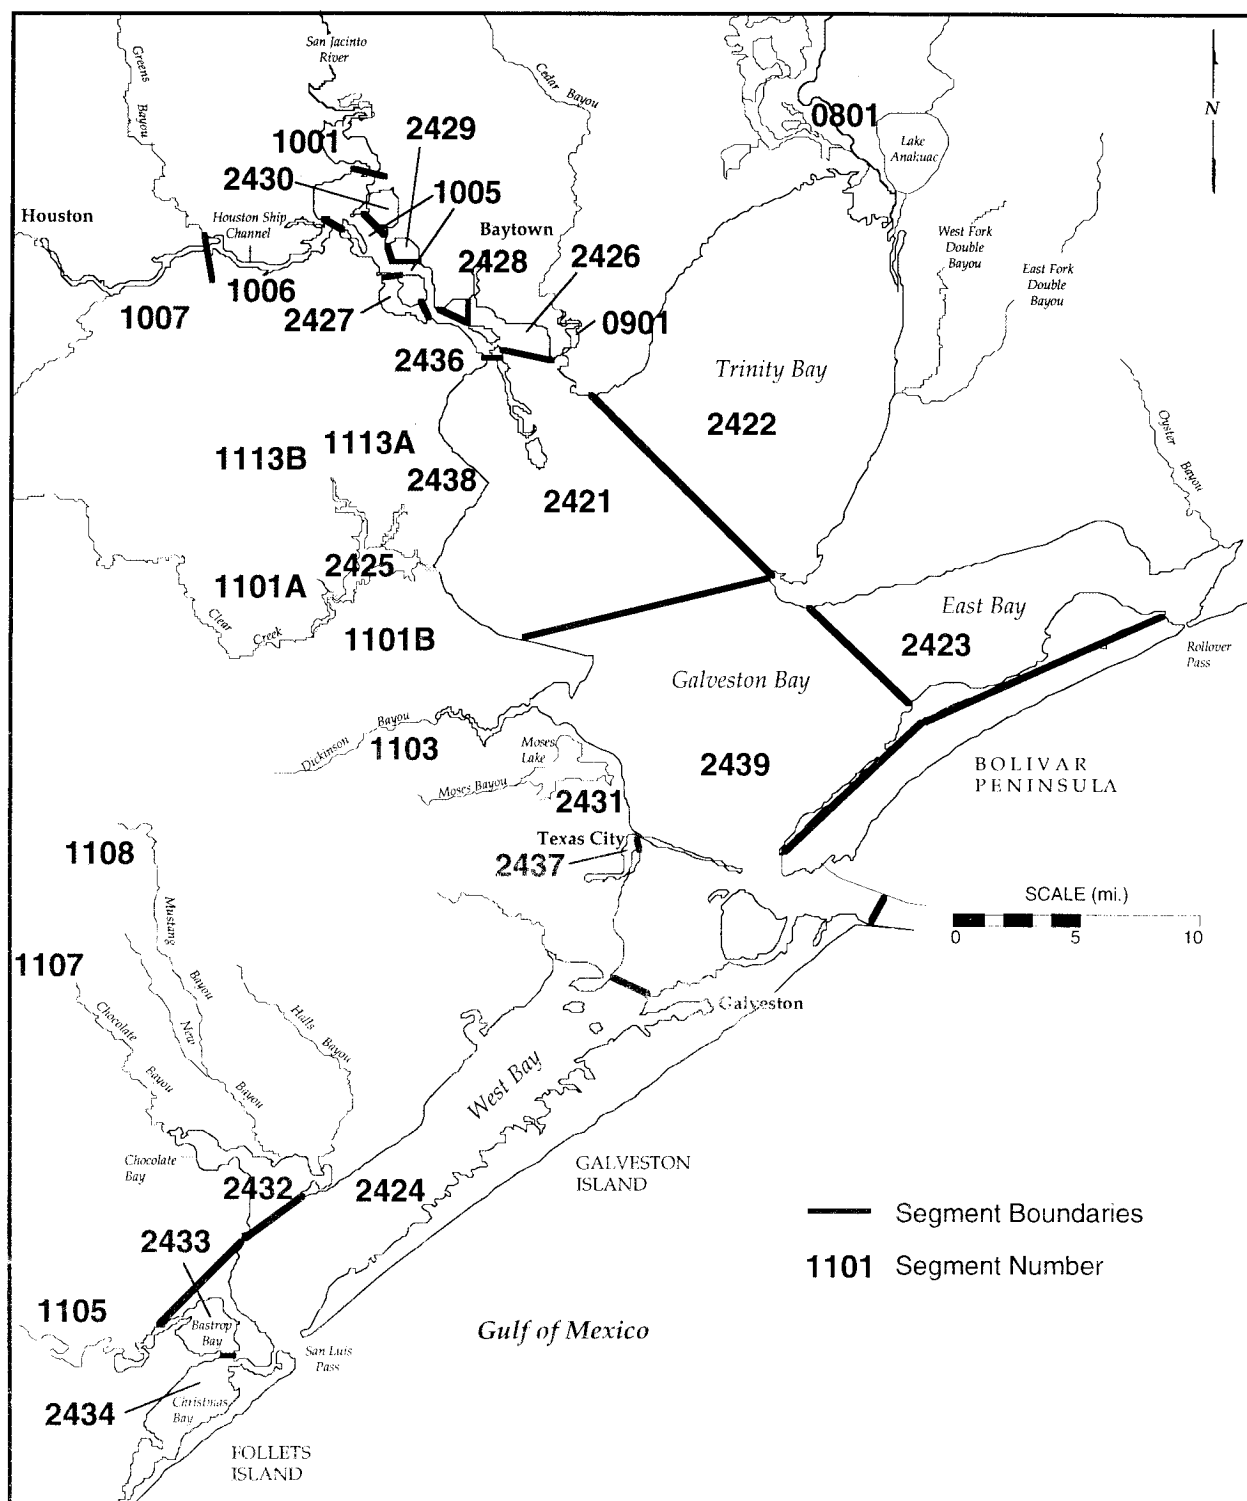 San Jacinto
River
Greens
Bayou
Cedar Bayou
0801
N
2429
1001
Lake
Anahuac
2430
1005
Houston
Houston Ship
Channel
Baytown
West Fork
Double
Bayou
2428
2426
East Fork
Double
Bayou
1006
1007
2427
0901
2436
Trinity Bay
2422
Oyster
Bayou
1113A
1113B
2438
2421
2425
1101A
East Bay
Clear
Creek
1101B
2423
Rollover
Pass
Galveston Bay
Dickinson
Bayou
1103
Moses
Lake
2439
BOLIVAR
PENINSULA
Moses Bayou
2431
Texas City
2437
1108
SCALE (mi.)
0
5
10
Mustang
Bayou
1107
Chocolate
Bayou
New
Bayou
Halls
Bayou
Galveston
West Bay
Chocolate
Bay
GALVESTON
ISLAND
2432
2424
Segment Boundaries
2433
1101
Segment Number
1105
Bastrop
Bay
Gulf of Mexico
San Luis
Pass
2434
Christmas
Bay
FOLLETS
ISLAND